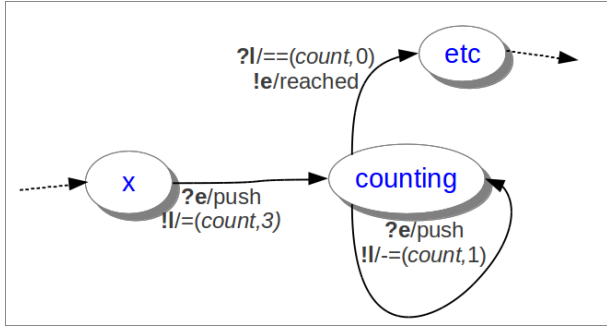 etc
?l/==(count,0)
!e/reached
x
counting
?e/push
!l/=(count,3)
?e/push
!l/-=(count,1)